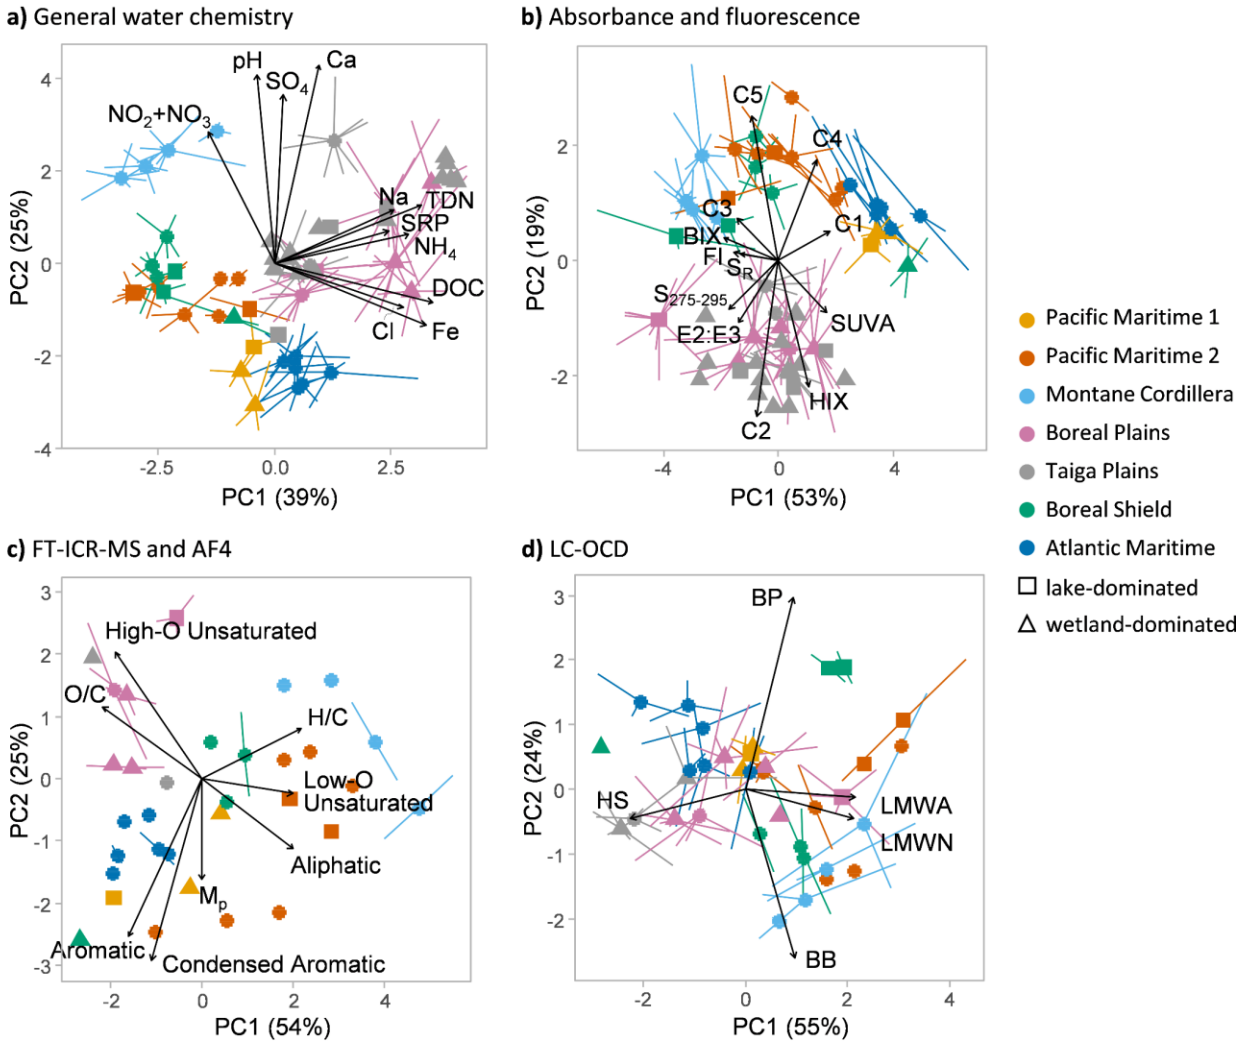 a) General water chemistry
4
2
0
-2
-4
PC2 (25%)
pH
SO4
Ca
NO2+NO3
Na
TDN
SRP
NH4
DOC
Cl
Fe
-2.5
0.0
2.5
PC1 (39%)
b) Absorbance and fluorescence
2
0
-2
PC2 (19%)
C5
C4
C3
C1
BIX
FI
SR
S275-295
E2:E3
SUVA
HIX
C2
-4
0
4
PC1 (53%)
Pacific Maritime 1
Pacific Maritime 2
Montane Cordillera
Boreal Plains
Taiga Plains
Boreal Shield
Atlantic Maritime
lake-dominated
wetland-dominated
c) FT-ICR-MS and AF4
3
2
1
0
-1
-2
-3
PC2 (25%)
High-O Unsaturated
O/C
H/C
Low-O
Unsaturated
Aliphatic
Mp
Aromatic
Condensed Aromatic
-2
0
2
4
PC1 (54%)
d) LC-OCD
3
2
1
0
-1
-2
PC2 (24%)
BP
HS
LMWA
LMWN
BB
-2
0
2
4
PC1 (55%)